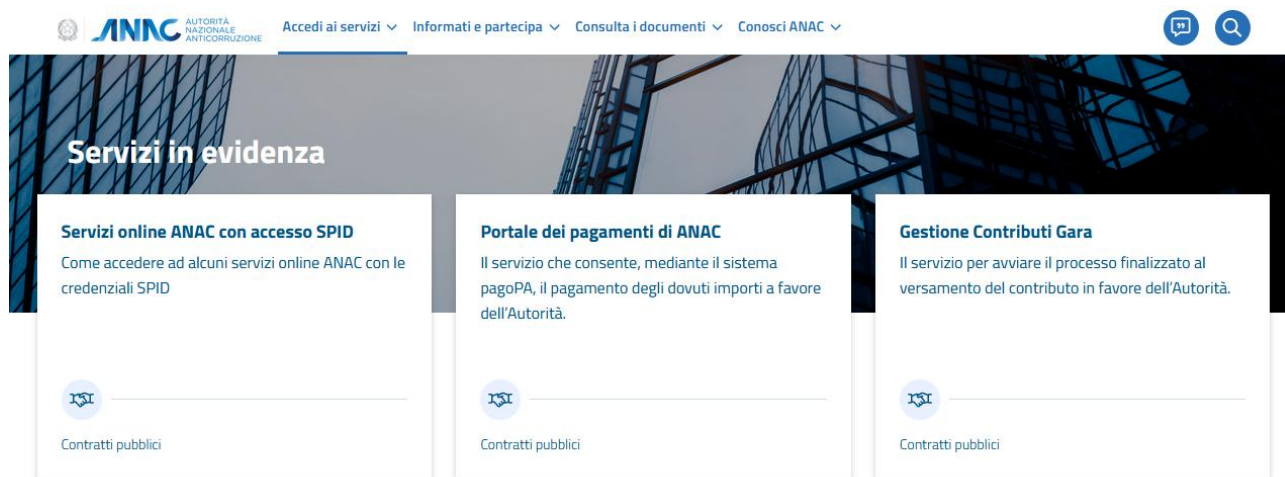 ANAC
AUTORITÀ
NAZIONALE
ANTICORRUZIONE
Accedi ai servizi
Informati e partecipa
Consulta i documenti
Conosci ANAC
Servizi in evidenza
Servizi online ANAC con accesso SPID
Come accedere ad alcuni servizi online ANAC con le
credenziali SPID
Contratti pubblici
Portale dei pagamenti di ANAC
Il servizio che consente, mediante il sistema
pagoPA, il pagamento degli dovuti importi a favore
dell'Autorità.
Contratti pubblici
Gestione Contributi Gara
Il servizio per avviare il processo finalizzato al
versamento del contributo in favore dell'Autorità.
Contratti pubblici